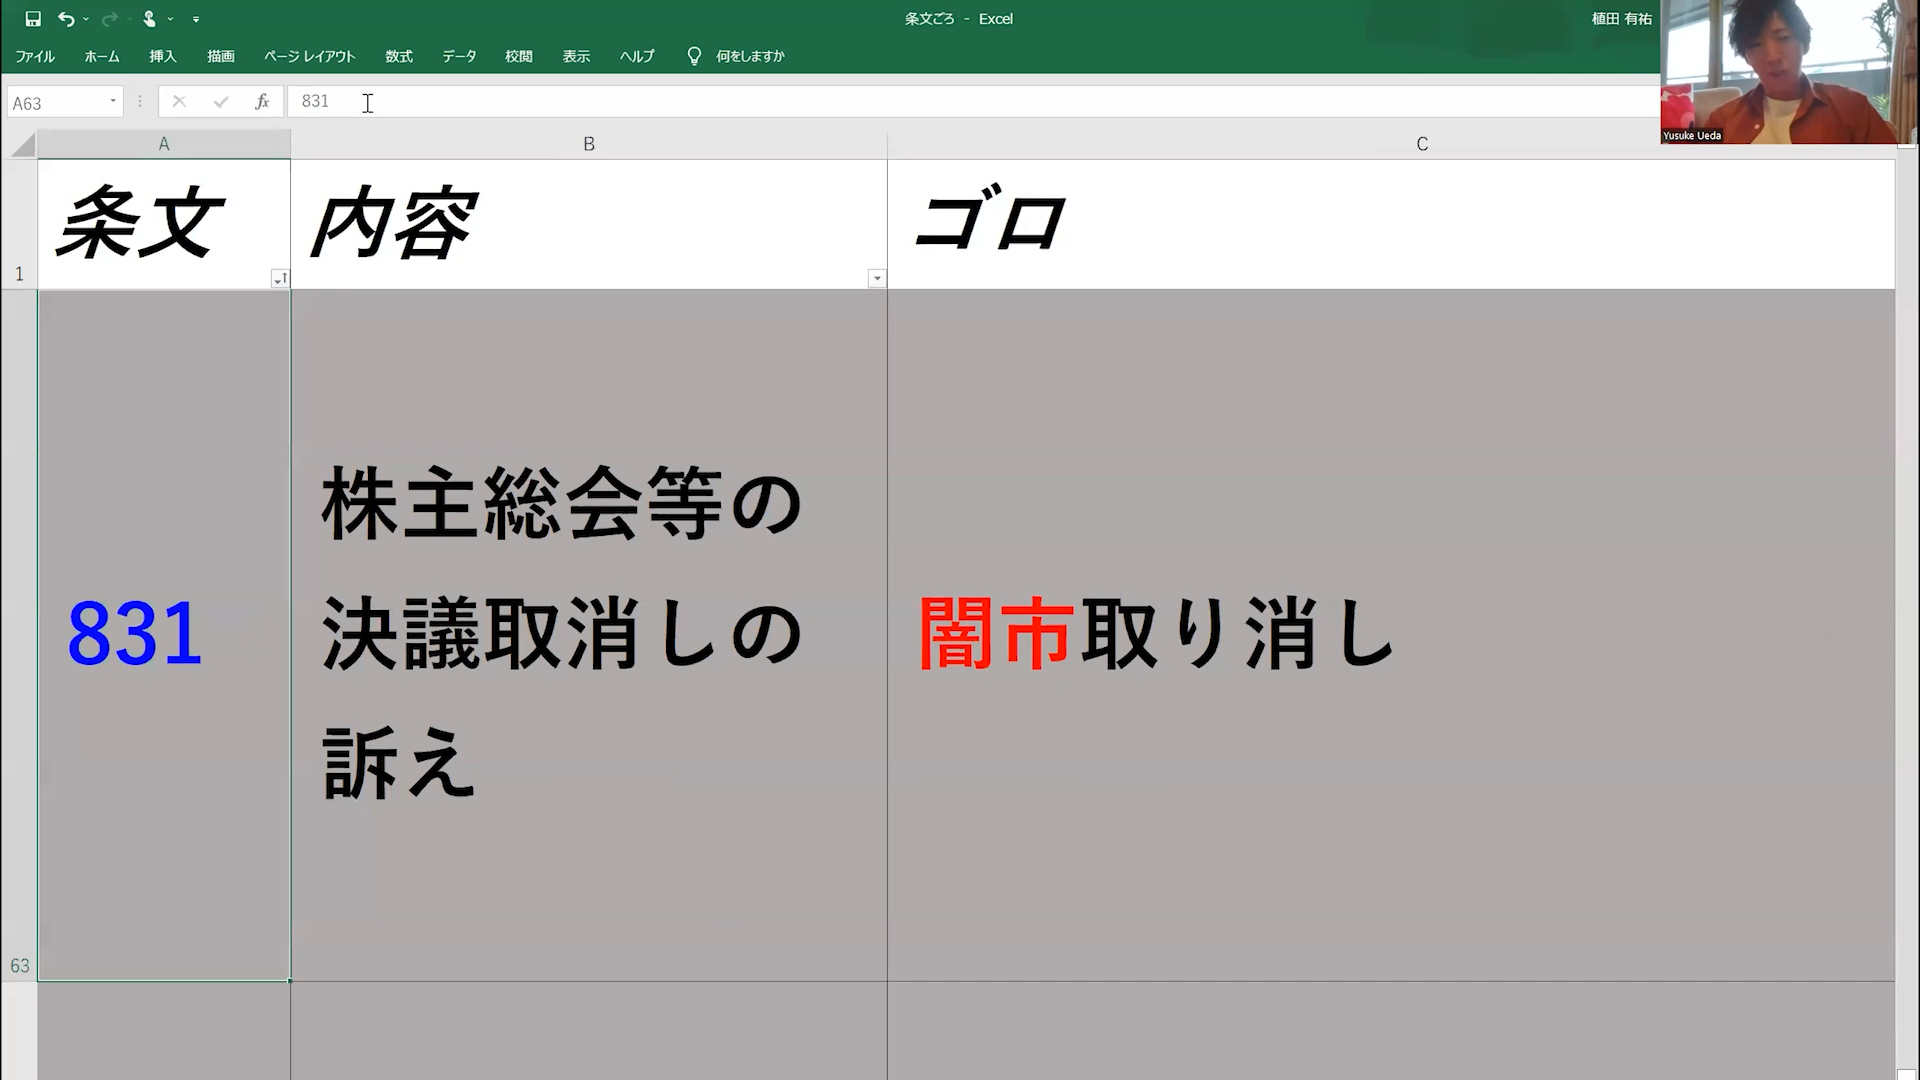 条文ごろ - Excel
植田 有祐
ファイル ホーム 挿入 描画 ページ レイアウト 数式 データ 校閲 表示 ヘルプ 何をしますか
A63 fx 831
Yusuke Ueda
A B C
1 条文 内容 ゴロ
株主総会等の
831 決議取消しの 闇市取り消し
訴え
63